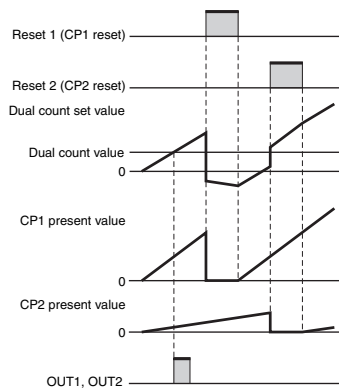 Reset 1 (CP1 reset)
Reset 2 (CP2 reset)
Dual count set value
Dual count value
0
CP1 present value
0
CP2 present value
0
OUT1, OUT2